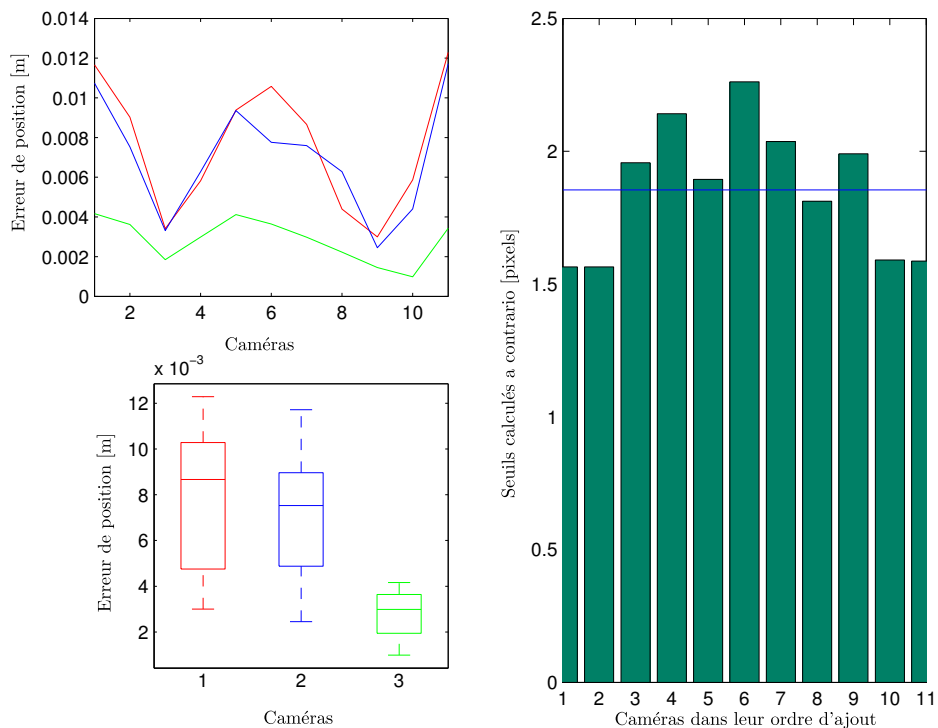 0.014
0.012
0.01
0.008
0.006
0.004
0.002
0
2 4 6 8 10
Erreur de position [m]
Caméras
x 10−3
12
10
8
6
4
2
1 2 3
Erreur de position [m]
Caméras
2.5
2
1.5
1
0.5
0
1 2 3 4 5 6 7 8 9 10 11
Seuils calculés a contrario [pixels]
Caméras dans leur ordre d'ajout